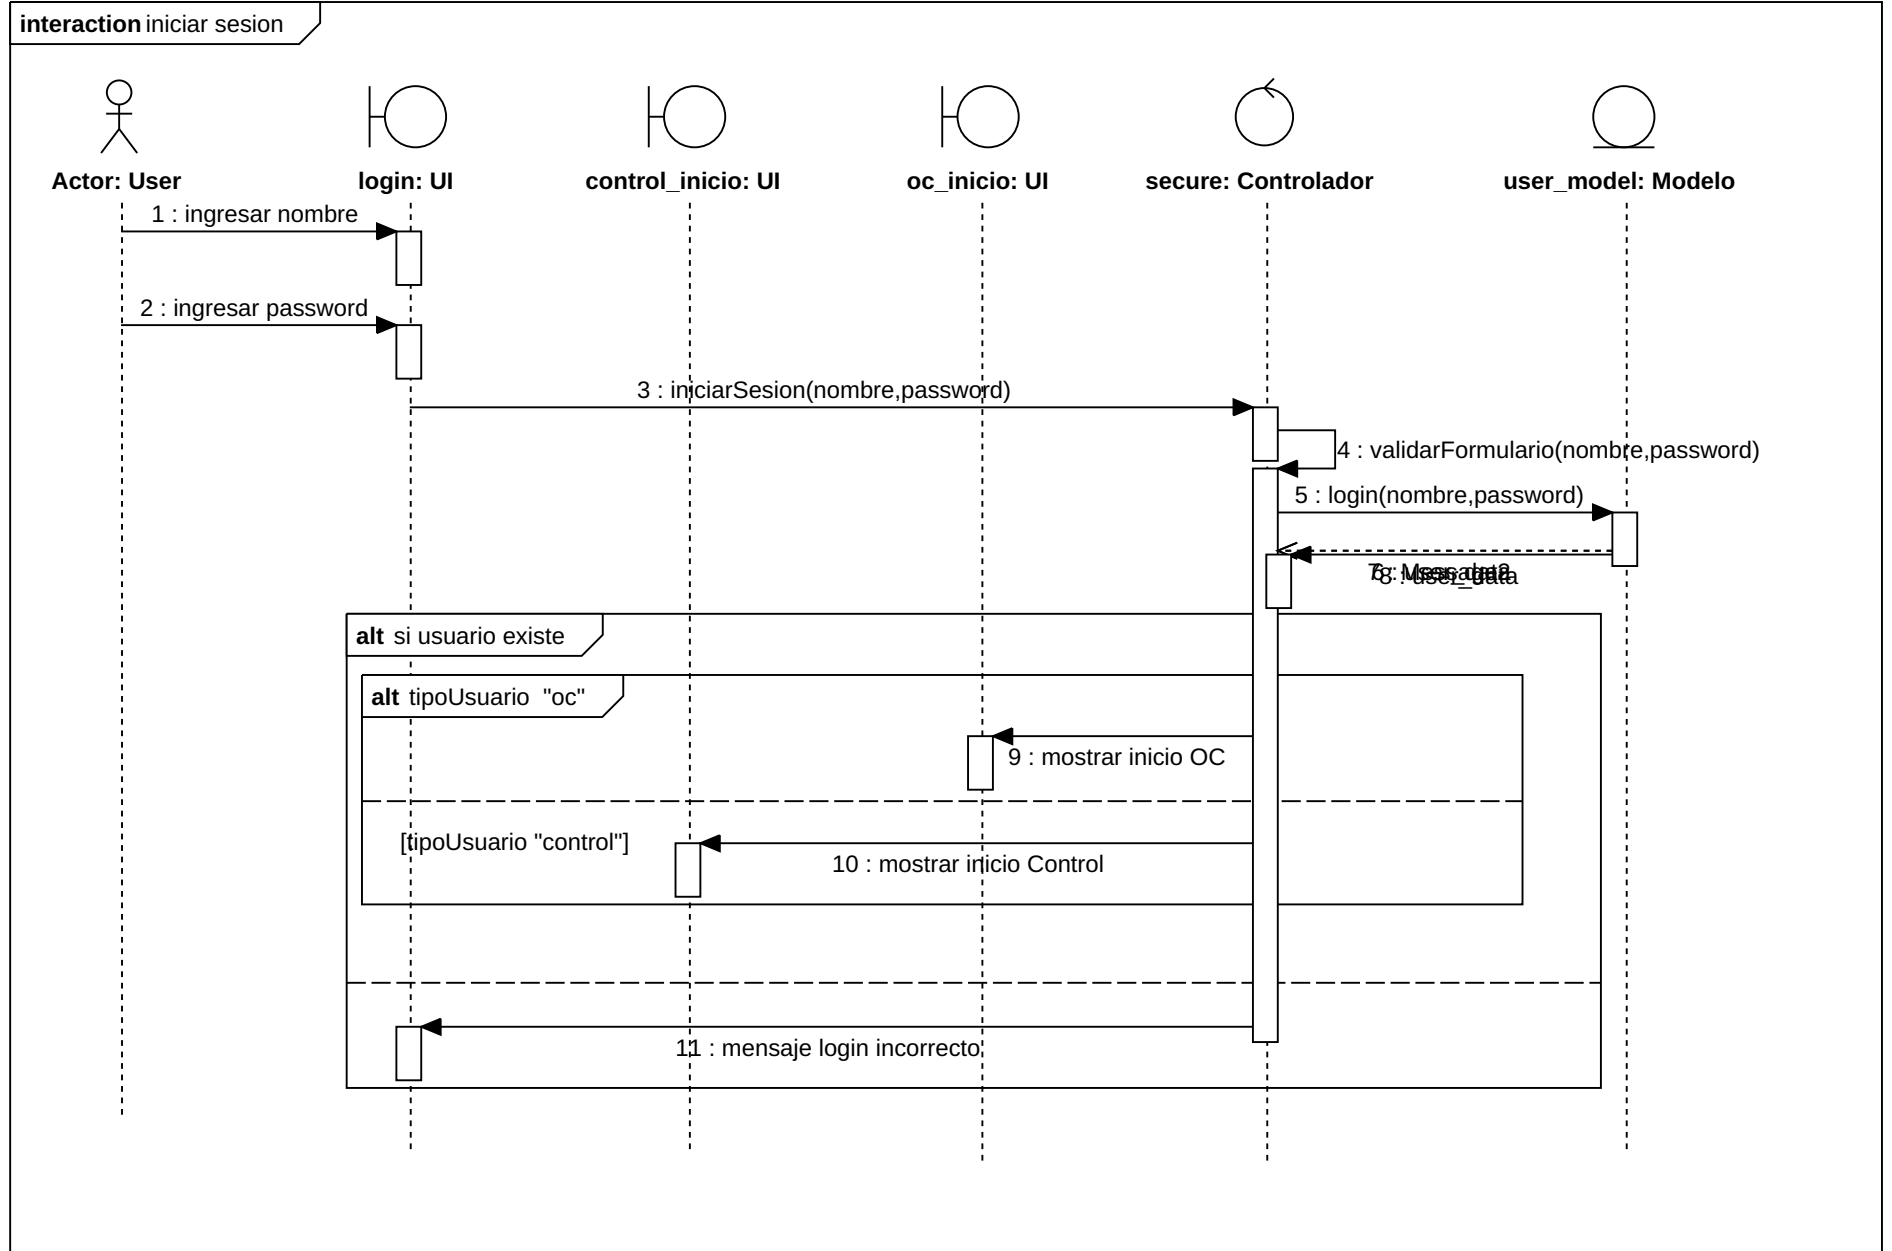 interaction iniciar sesion
Actor: User
login: UI
control_inicio: UI
oc_inicio: UI
secure: Controlador
user_model: Modelo
1 : ingresar nombre
2 : ingresar password
3 : iniciarSesion(nombre,password)
4 : validarFormulario(nombre,password)
5 : login(nombre,password)
8 : user_data
alt si usuario existe
alt tipoUsuario "oc"
9 : mostrar inicio OC
[tipoUsuario "control"]
10 : mostrar inicio Control
11 : mensaje login incorrecto